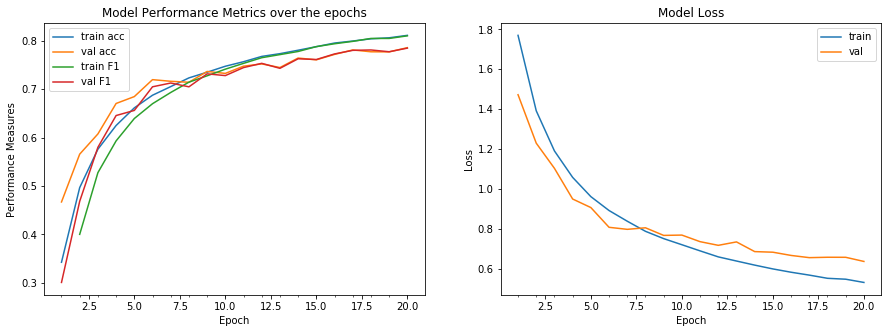 Model Performance Metrics over the epochs
train acc
val acc
train F1
val F1
0.8
0.7
0.6
0.5
0.4
0.3
Performance Measures
2.5 5.0 7.5 10.0 12.5 15.0 17.5 20.0
Epoch
Model Loss
train
val
1.8
1.6
1.4
1.2
1.0
0.8
0.6
Loss
2.5 5.0 7.5 10.0 12.5 15.0 17.5 20.0
Epoch